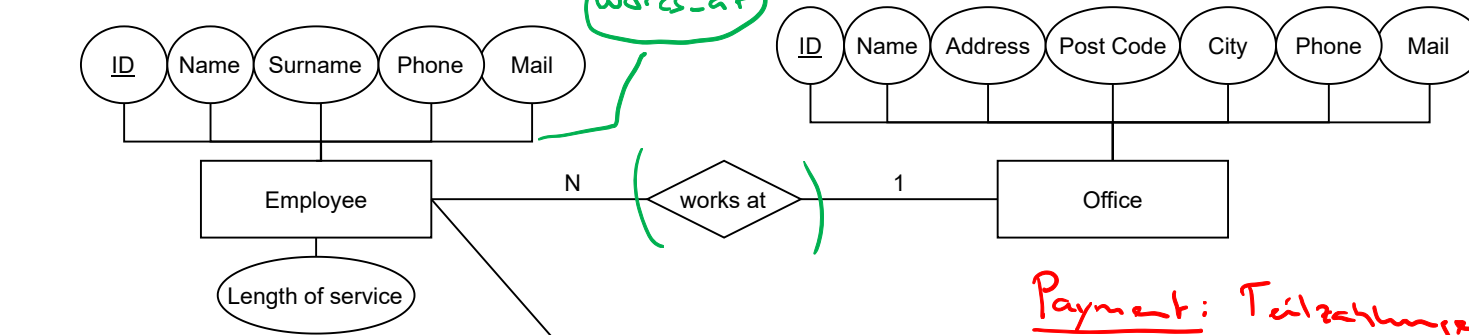 works_at
ID Name Surname Phone Mail
ID Name Address Post Code City Phone Mail
N
1
Employee
works at
Office
Length of service
Payment: